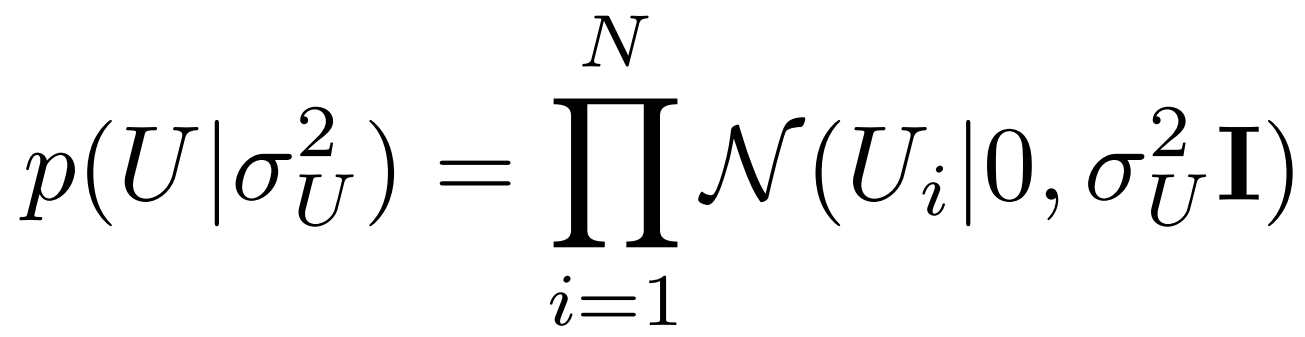 p(U|σ_U^2) = ∏_{i=1}^{N} 𝒩(U_i|0, σ_U^2 𝐈)